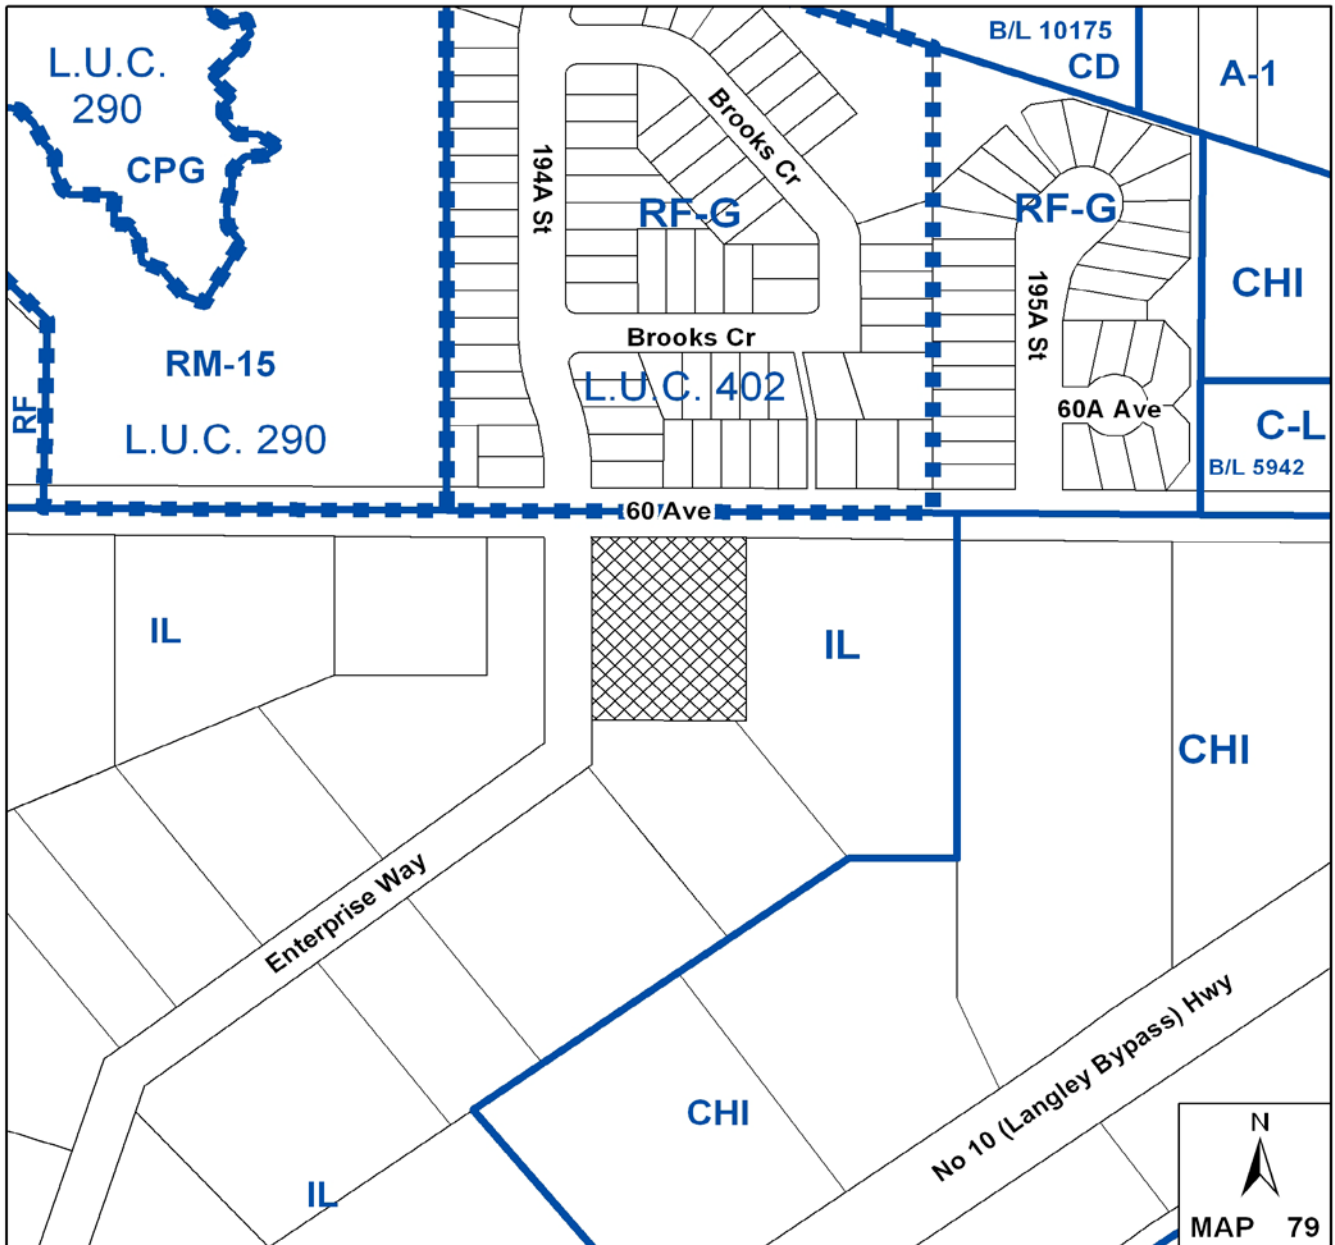 B/L 10175
CD
A-1
L.U.C.
290
CPG
194A St
Brooks Cr
RF-G
RF-G
CHI
195A St
Brooks Cr
RM-15
L.U.C. 402
60A Ave
RF
L.U.C. 290
C-L
B/L 5942
60 Ave
IL
IL
CHI
Enterprise Way
No 10 (Langley Bypass) Hwy
CHI
IL
N
MAP 79